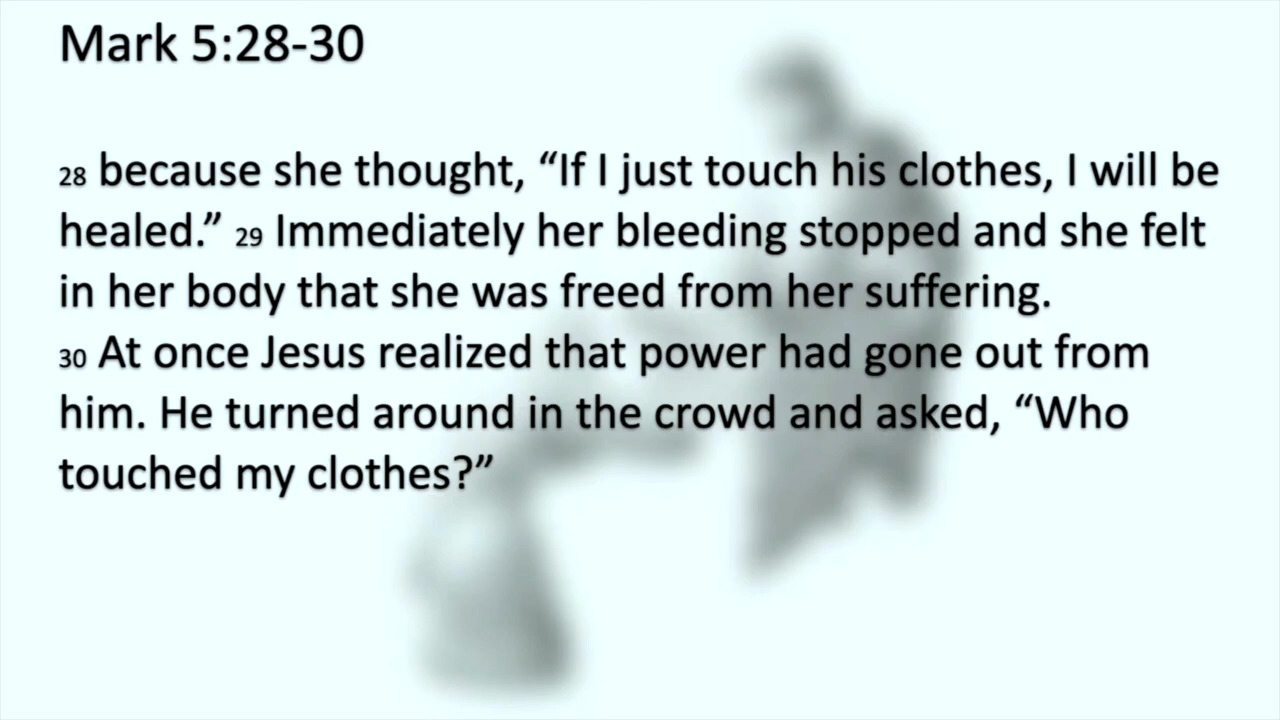 Mark 5:28-30
28 because she thought, “If I just touch his clothes, I will be
healed.” 29 Immediately her bleeding stopped and she felt
in her body that she was freed from her suffering.
30 At once Jesus realized that power had gone out from
him. He turned around in the crowd and asked, “Who
touched my clothes?”